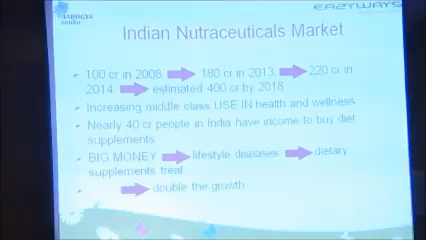 EAZYWAYS
Indian Nutraceuticals Market
100 cr in 2008, 180 cr in 2013, 220 cr in
2014 estimated 400 cr by 2018
Increasing middle class USE IN health and wellness
Nearly 40 cr people in India have income to buy diet
supplements
BIG MONEY lifestyle diseases dietary
supplements treat
double the growth